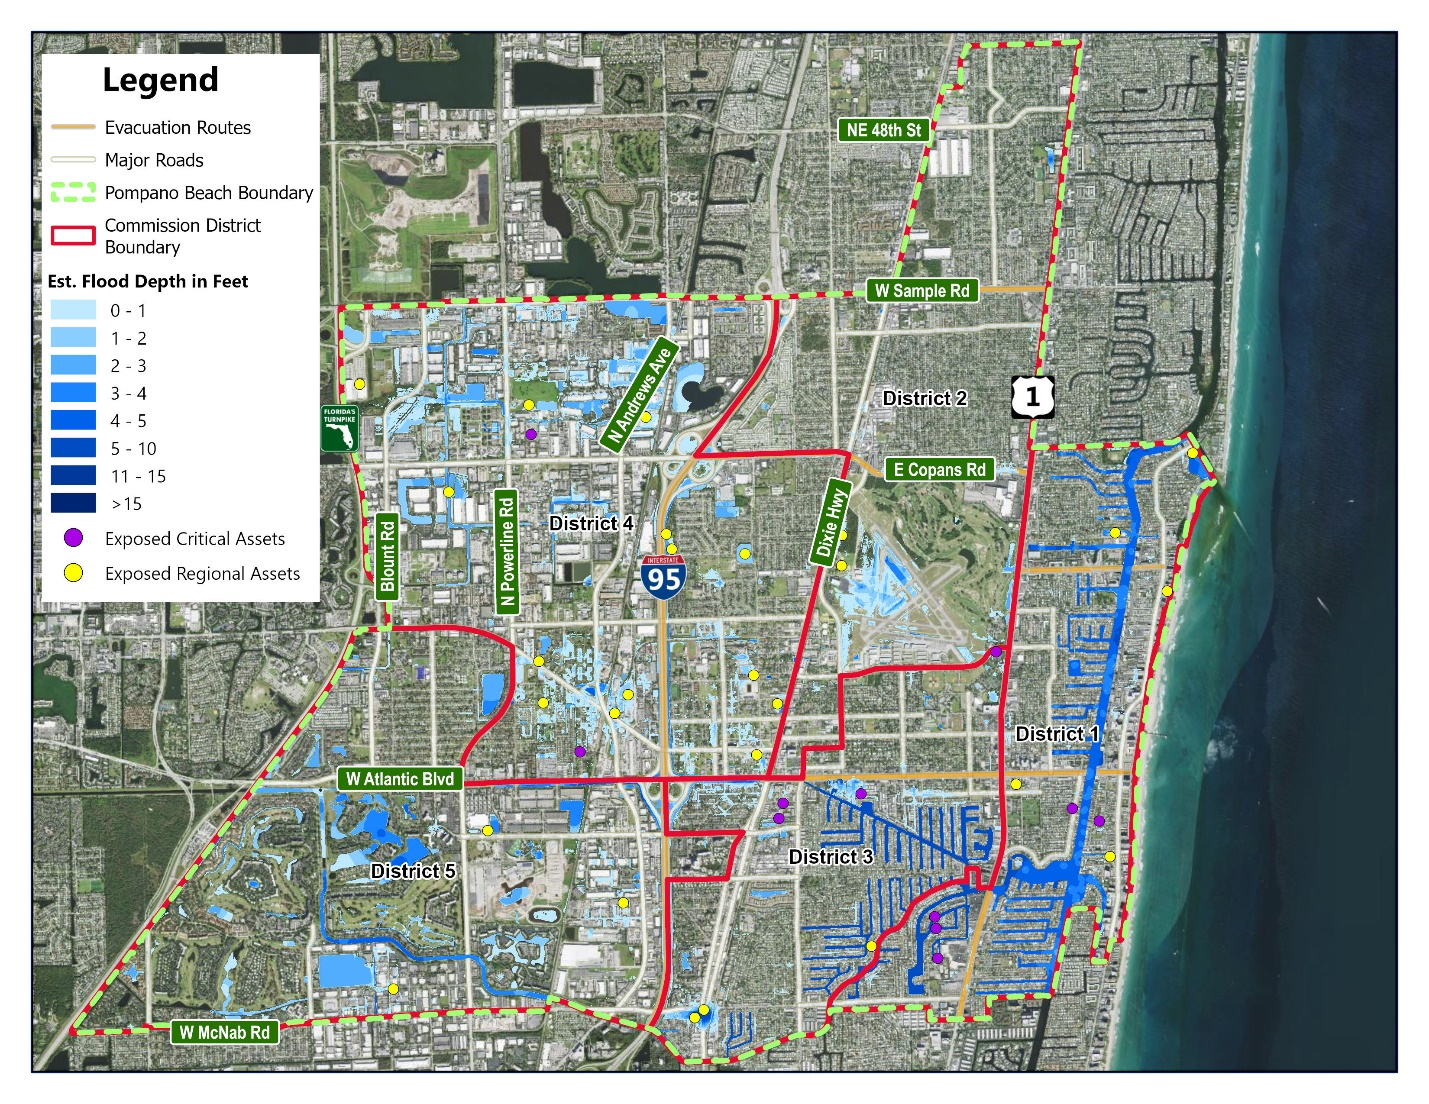 Legend
Evacuation Routes
Major Roads
Pompano Beach Boundary
Commission District
Boundary
Est. Flood Depth in Feet
0 - 1
1 - 2
2 - 3
3 - 4
4 - 5
5 - 10
11 - 15
>15
Exposed Critical Assets
Exposed Regional Assets
NE 48th St
W Sample Rd
N Andrews Ave
District 2
1
FLORIDA'S
TURNPIKE
E Copans Rd
Dixie Hwy
District 4
N Powerline Rd
Blount Rd
INTERSTATE
95
District 1
W Atlantic Blvd
District 3
District 5
W McNab Rd